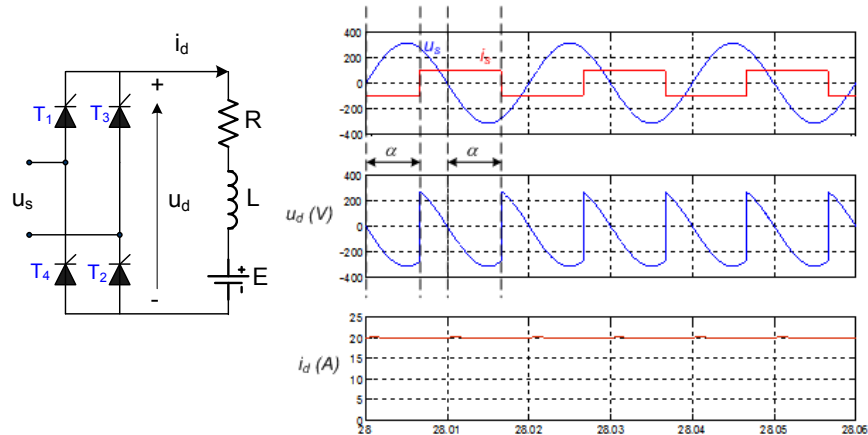 i_d
+
T_1
T_3
R
u_s
u_d
L
T_4
T_2
E
+
-
-
400
200
0
-200
-400
u_s
i_s
α
α
u_d (V)
400
200
0
-200
-400
i_d (A)
25
20
15
10
5
0
28
28.01
28.02
28.03
28.04
28.05
28.06